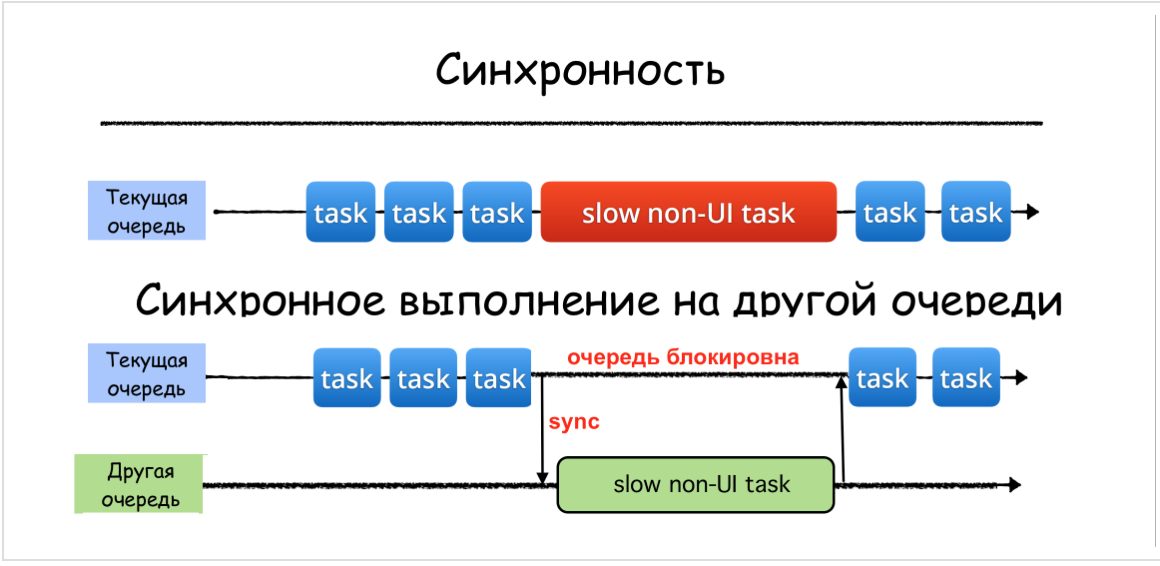 Синхронность
Текущая
очередь
task task task slow non-UI task task task
Синхронное выполнение на другой очереди
Текущая
очередь
task task task очередь блокировна task task
sync
Другая
очередь
slow non-UI task